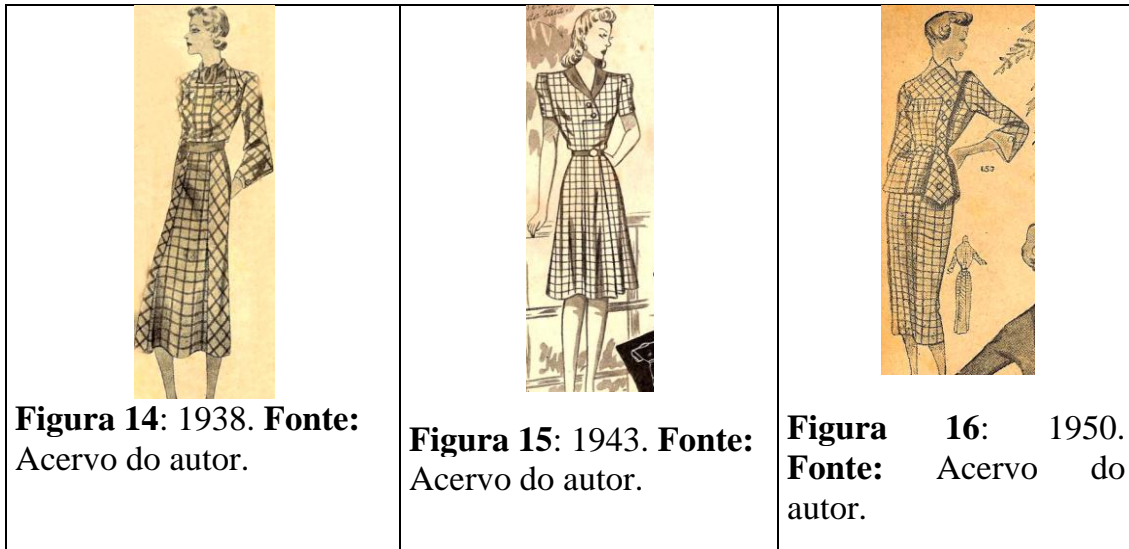 Figura 14: 1938. Fonte:
Acervo do autor.
Figura 15: 1943. Fonte:
Acervo do autor.
157
Figura 16: 1950.
Fonte: Acervo do
autor.